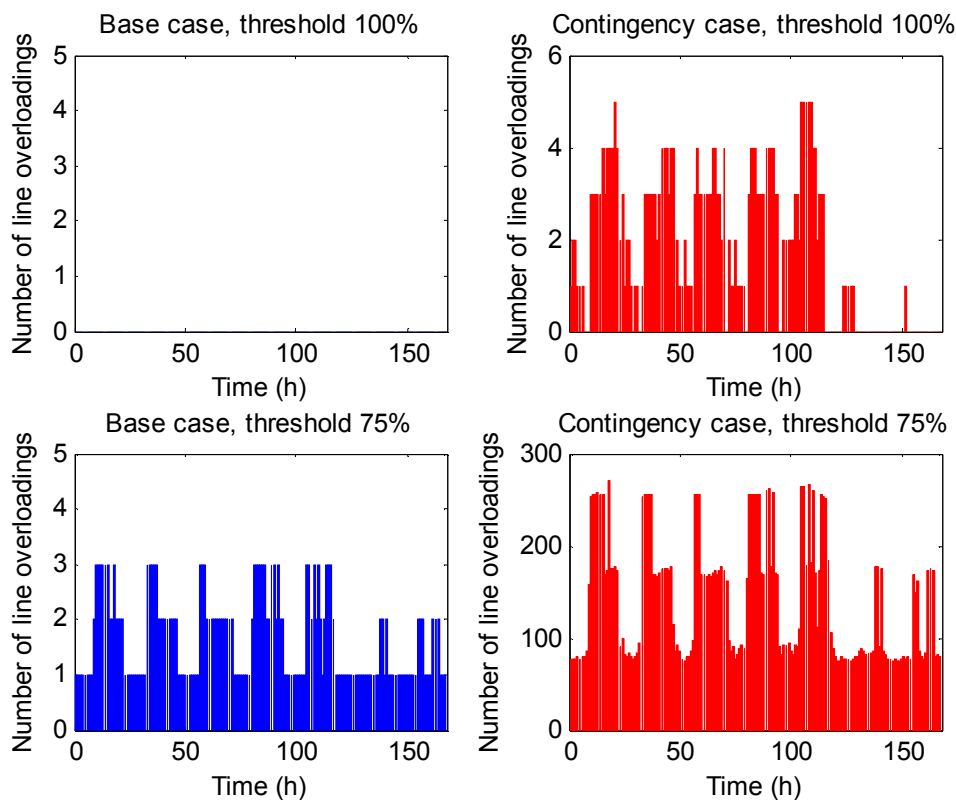 Base case, threshold 100%
Number of line overloadings
5
4
3
2
1
0
0 50 100 150
Time (h)
Contingency case, threshold 100%
Number of line overloadings
6
4
2
0
0 50 100 150
Time (h)
Base case, threshold 75%
Number of line overloadings
5
4
3
2
1
0
0 50 100 150
Time (h)
Contingency case, threshold 75%
Number of line overloadings
300
200
100
0
0 50 100 150
Time (h)